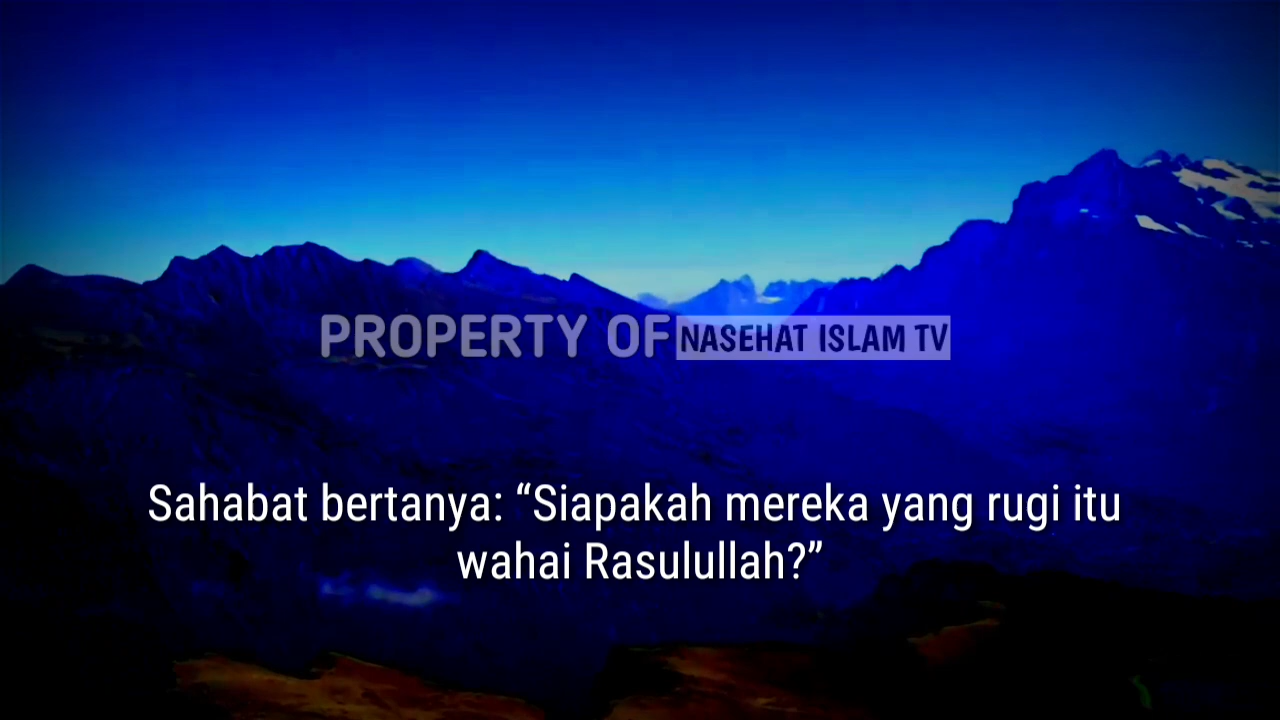 PROPERTY OF NASEHAT ISLAM TV
Sahabat bertanya: “Siapakah mereka yang rugi itu
wahai Rasulullah?”